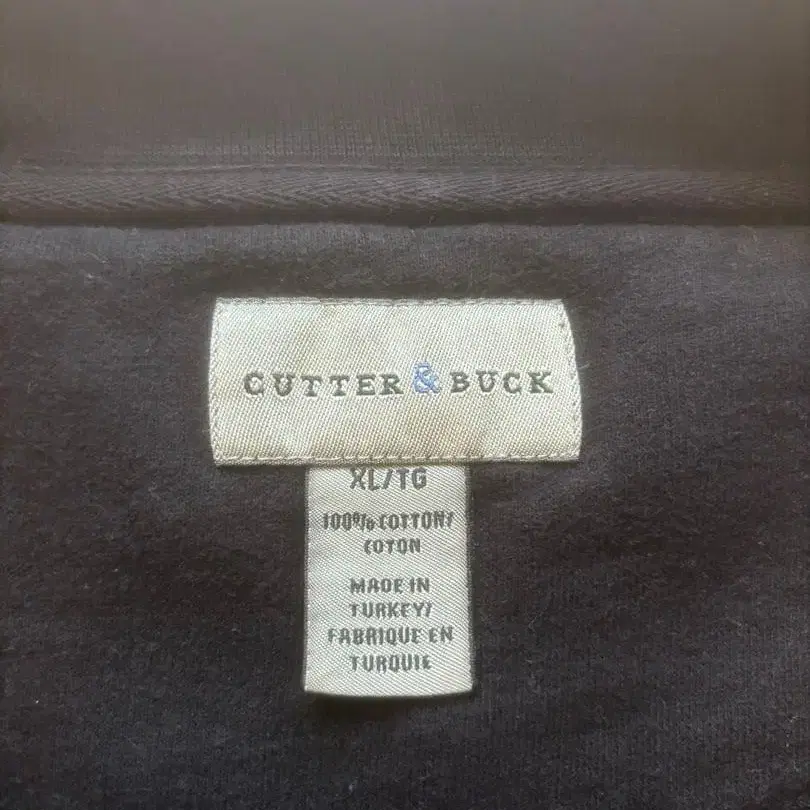 CUTTER & BUCK
XL/TG
100% COTTON/
COTON
MADE IN
TURKEY/
FABRIQUE EN
TURQUIE